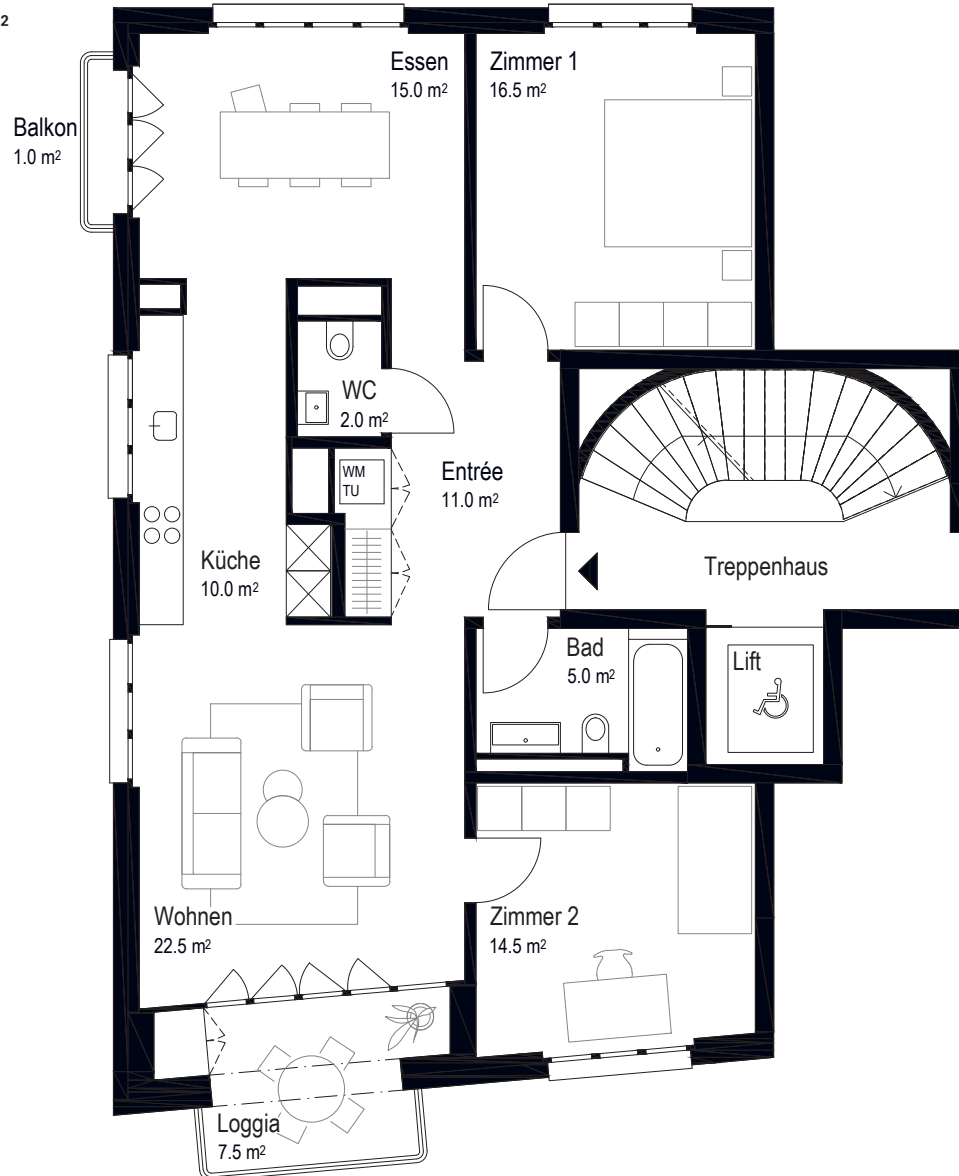 2
Essen
15.0 m²
Zimmer 1
16.5 m²
Balkon
1.0 m²
WC
2.0 m²
WM
TU
Entrée
11.0 m²
Küche
10.0 m²
Treppenhaus
Bad
5.0 m²
Lift
Wohnen
22.5 m²
Zimmer 2
14.5 m²
Loggia
7.5 m²